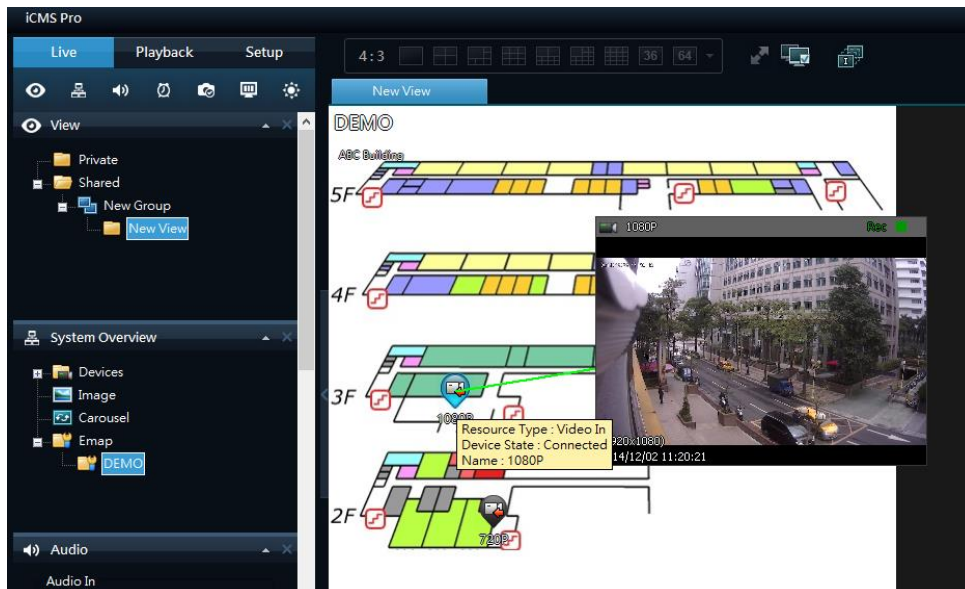 iCMS Pro
Live Playback Setup
4:3 36 64
New View
View
Private
Shared
New Group
New View
System Overview
Devices
Image
Carousel
Emap
DEMO
Audio
Audio In
DEMO
ABC Building
5F
1080P Rec
4F
3F
1080P
Resource Type : Video In
Device State : Connected
Name : 1080P
920x1080)
14/12/02 11:20:21
2F
720P